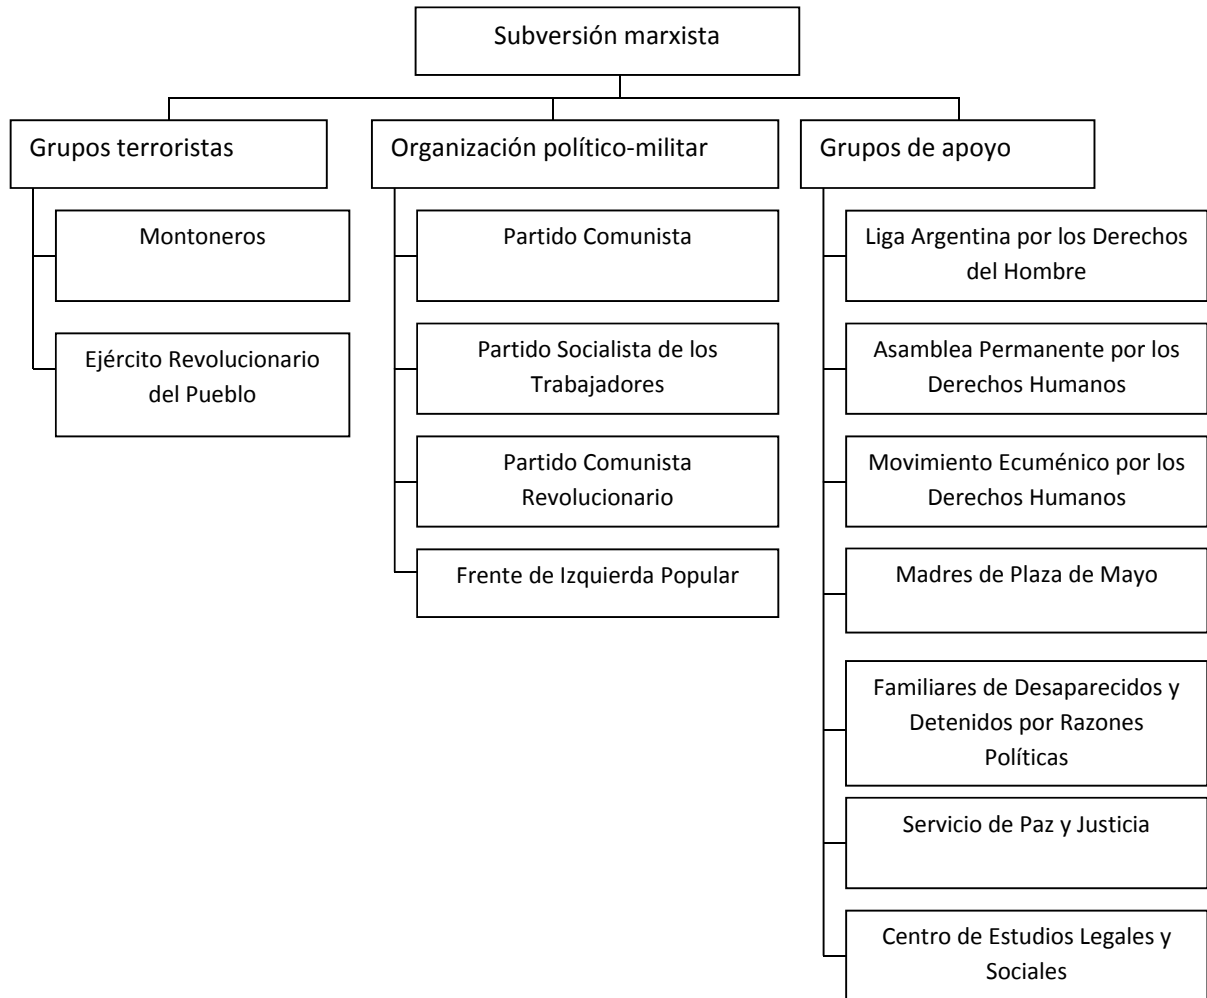 Subversión marxista
Grupos terroristas
Montoneros
Ejército Revolucionario
del Pueblo
Organización político-militar
Partido Comunista
Partido Socialista de los
Trabajadores
Partido Comunista
Revolucionario
Frente de Izquierda Popular
Grupos de apoyo
Liga Argentina por los Derechos
del Hombre
Asamblea Permanente por los
Derechos Humanos
Movimiento Ecuménico por los
Derechos Humanos
Madres de Plaza de Mayo
Familiares de Desaparecidos y
Detenidos por Razones
Políticas
Servicio de Paz y Justicia
Centro de Estudios Legales y
Sociales